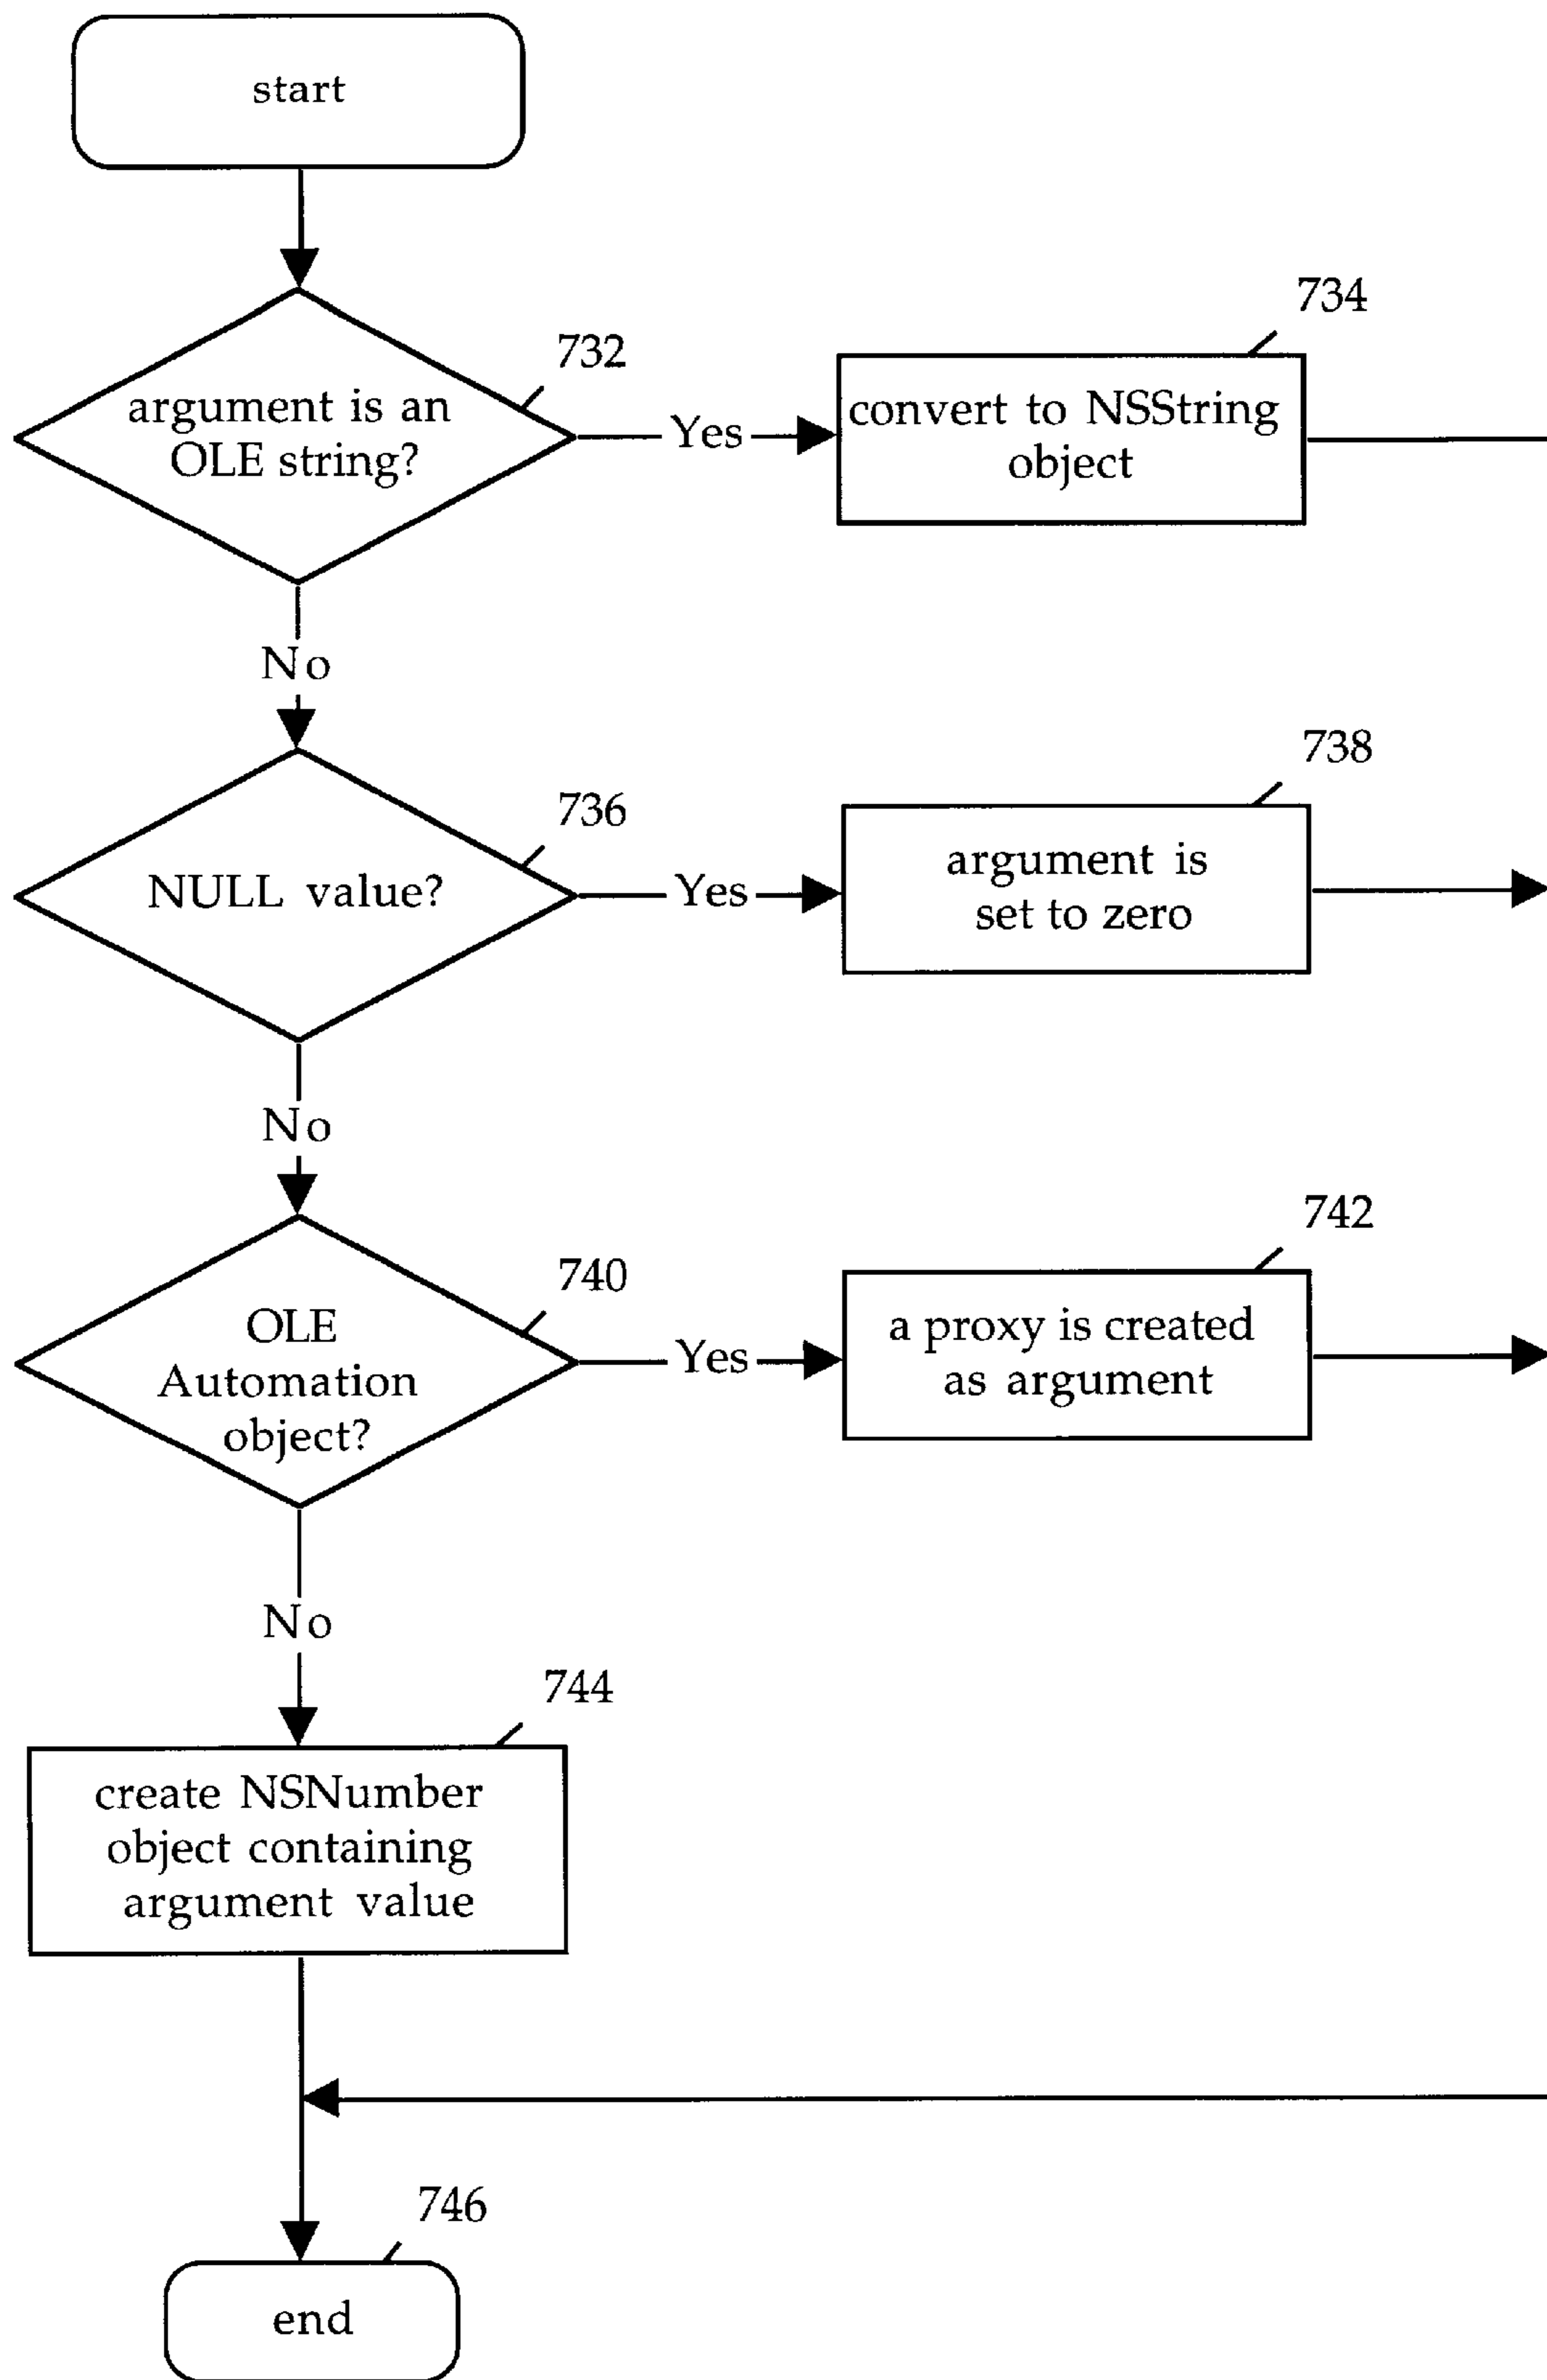 start
732
argument is an
OLE string?
Yes
734
convert to NSString
object
No
736
NULL value?
Yes
738
argument is
set to zero
No
740
OLE
Automation
object?
Yes
742
a proxy is created
as argument
No
744
create NSNumber
object containing
argument value
746
end